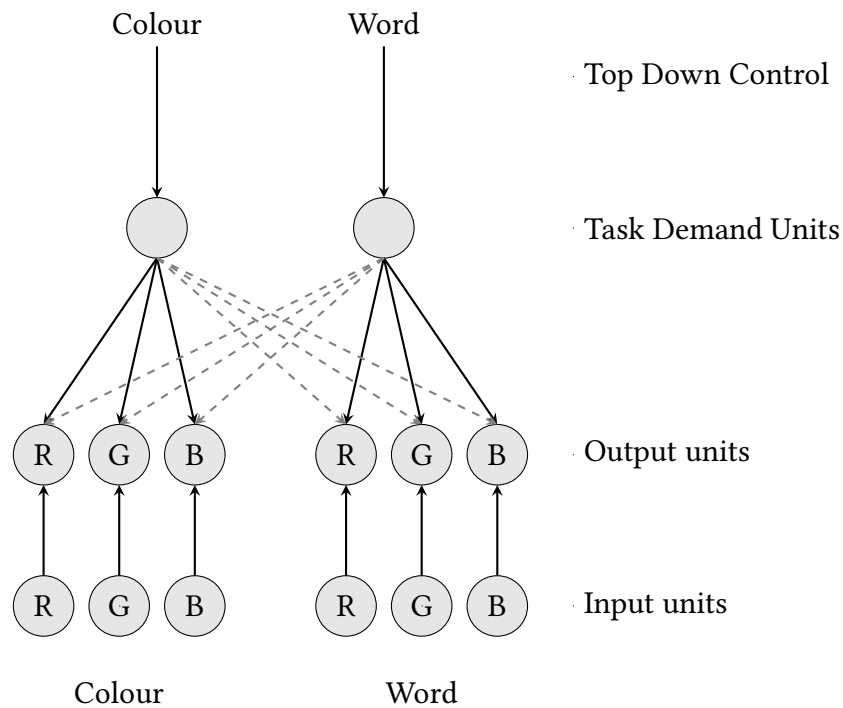 Colour Word
Top Down Control
Task Demand Units
R G B R G B Output units
R G B R G B Input units
Colour Word